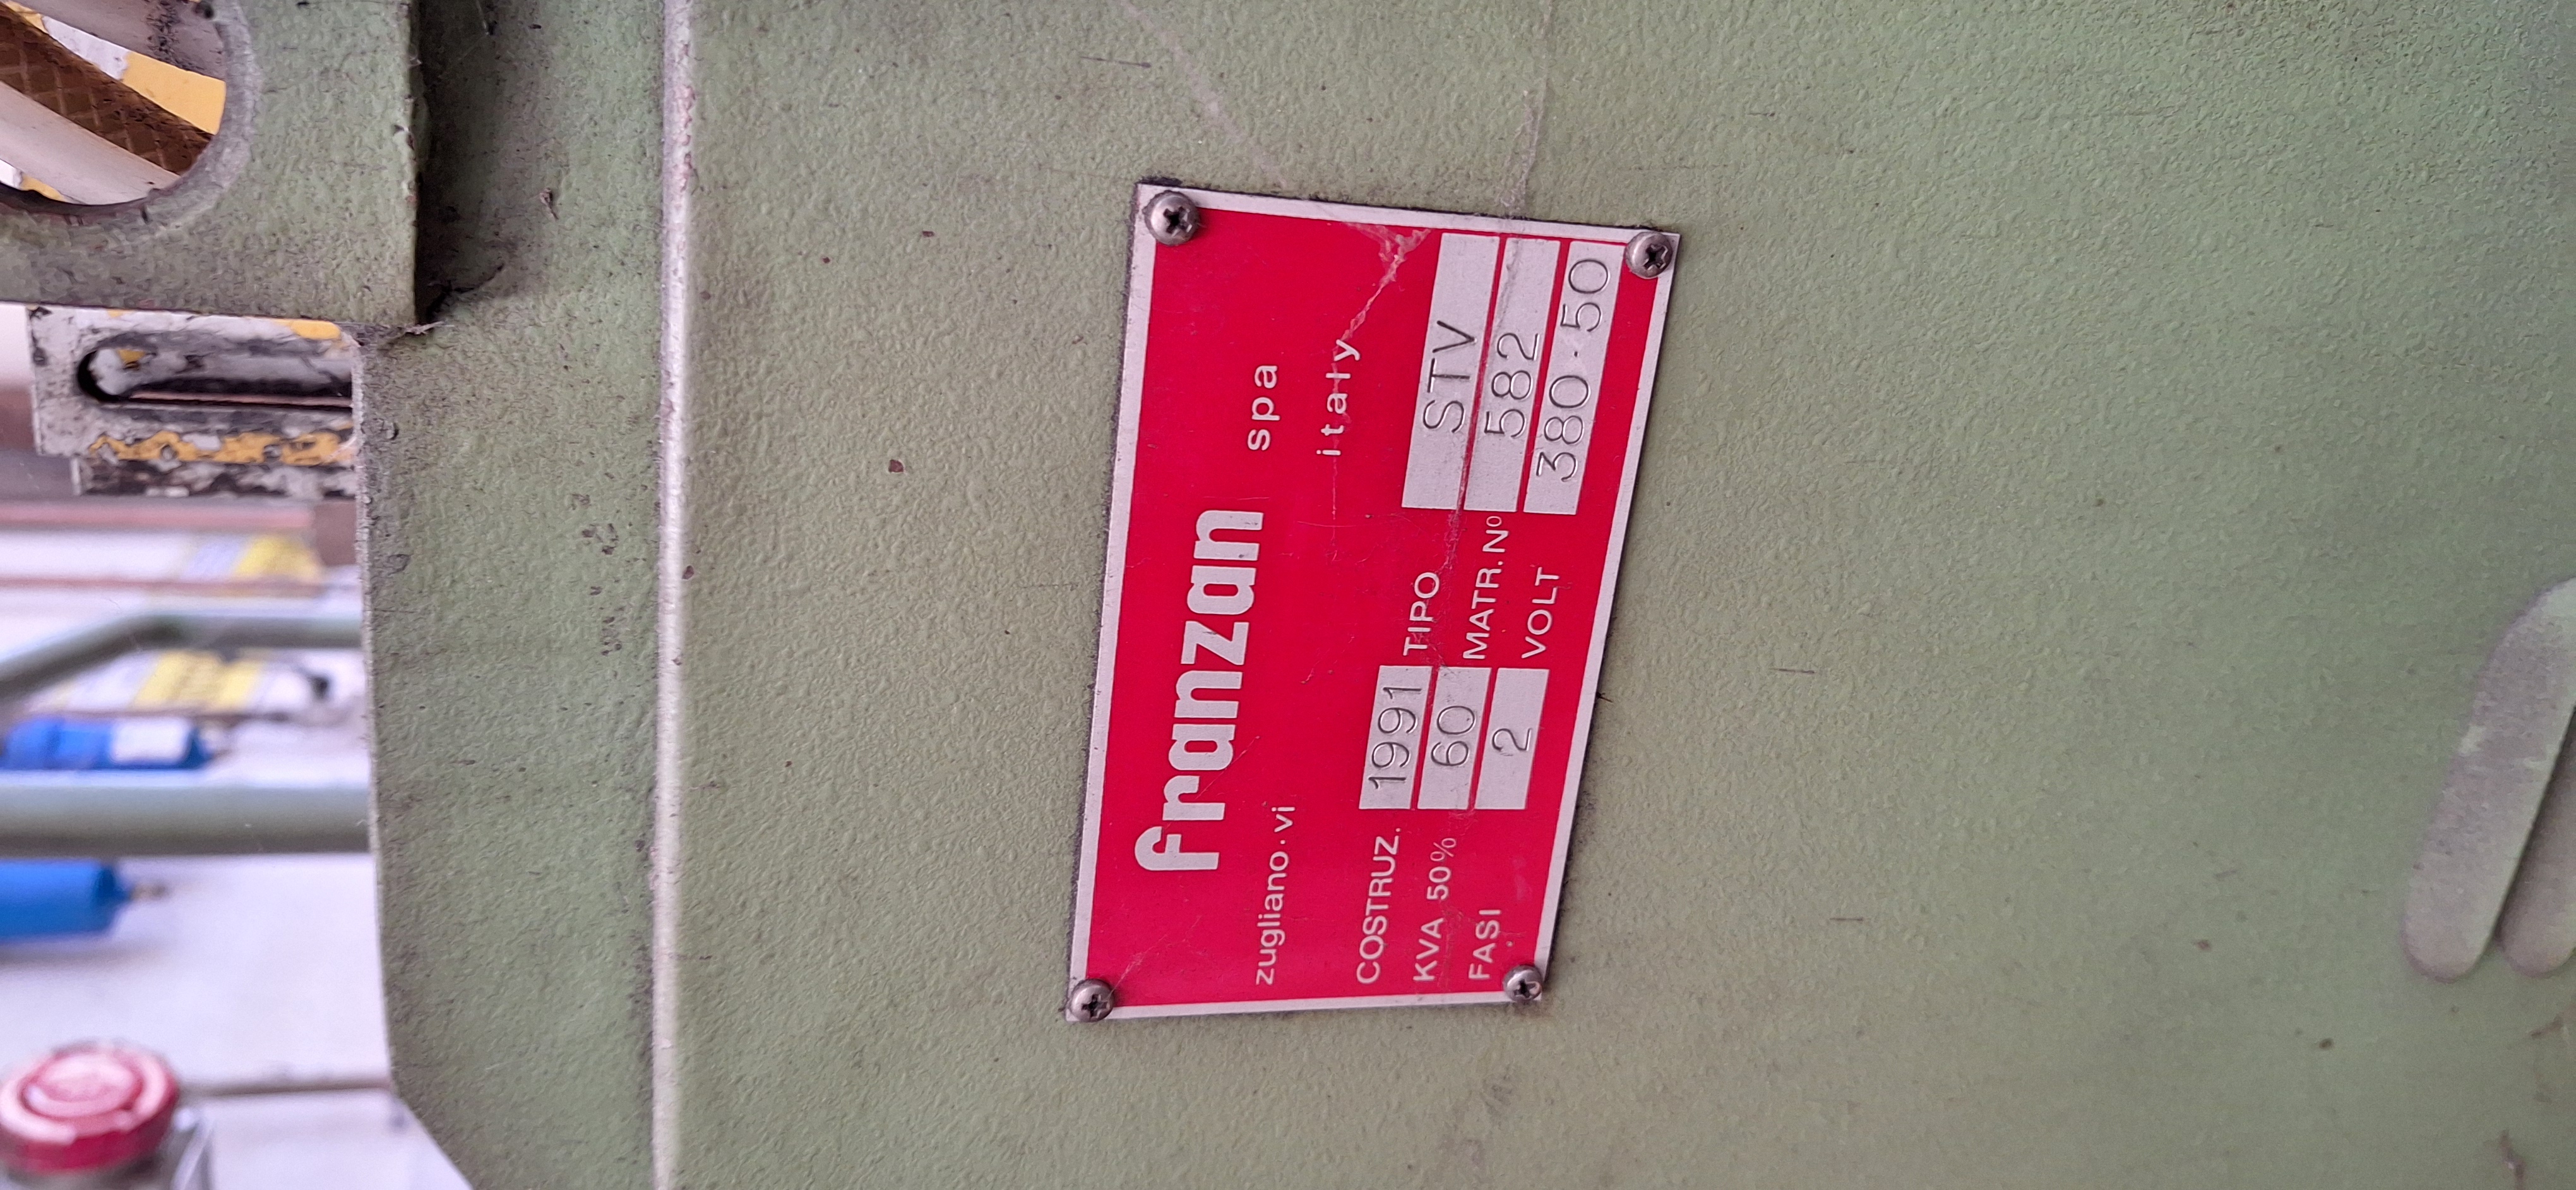 franzan spa
zugliano.vi italy
COSTRUZ. 1991 TIPO STV
KVA 50% 60 MATR.Nº 582
FASI 2 VOLT 380·50